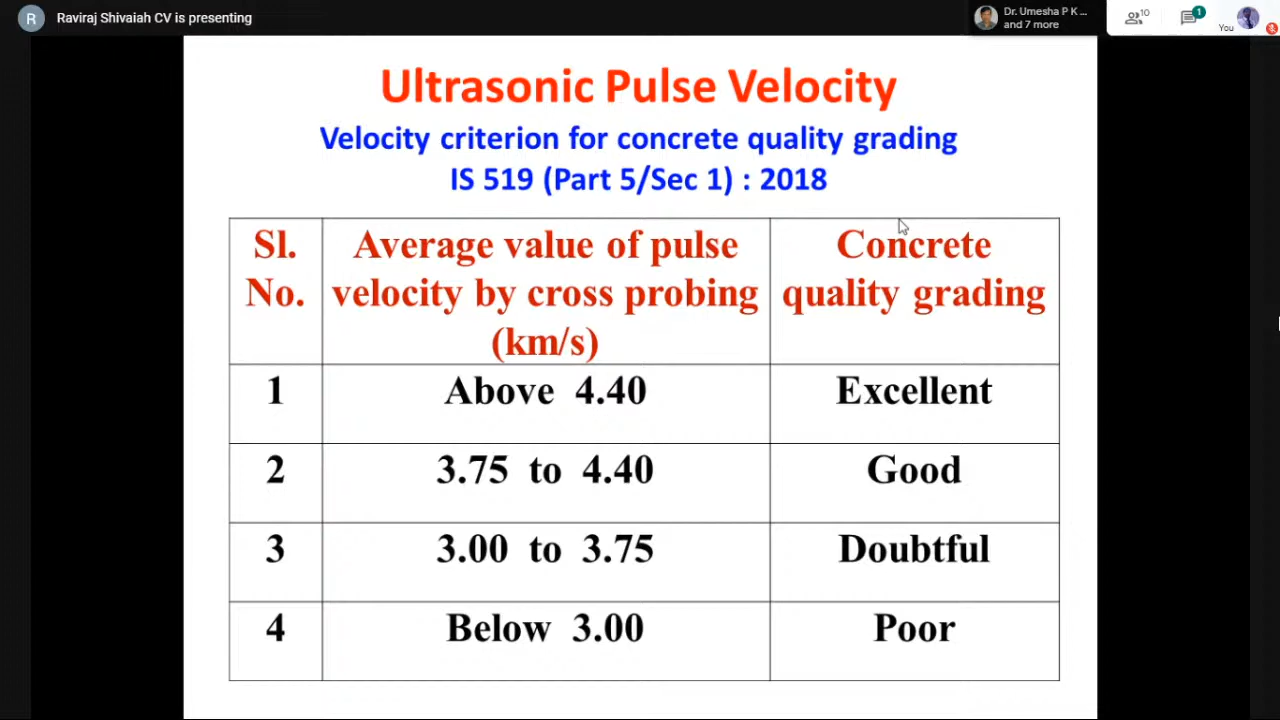 R
Raviraj Shivaiah CV is presenting
Dr. Umesha P K ...
and 7 more
10
1
You
Ultrasonic Pulse Velocity
Velocity criterion for concrete quality grading
IS 519 (Part 5/Sec 1) : 2018
Sl. No.
Average value of pulse velocity by cross probing (km/s)
Concrete quality grading
1 Above 4.40 Excellent
2 3.75 to 4.40 Good
3 3.00 to 3.75 Doubtful
4 Below 3.00 Poor